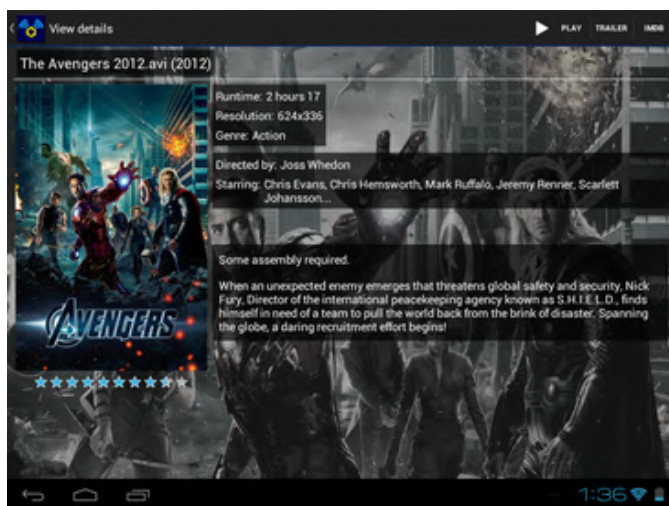 View details
PLAY TRAILER IMDB
The Avengers 2012.avi (2012)
Runtime: 2 hours 17
Resolution: 624x336
Genre: Action
Directed by: Joss Whedon
Starring: Chris Evans, Chris Hemsworth, Mark Ruffalo, Jeremy Renner, Scarlett
Johansson...
Some assembly required.
When an unexpected enemy emerges that threatens global safety and security, Nick
Fury, Director of the international peacekeeping agency known as S.H.I.E.L.D., finds
himself in need of a team to pull the world back from the brink of disaster. Spanning
the globe, a daring recruitment effort begins!
AVENGERS
1:36